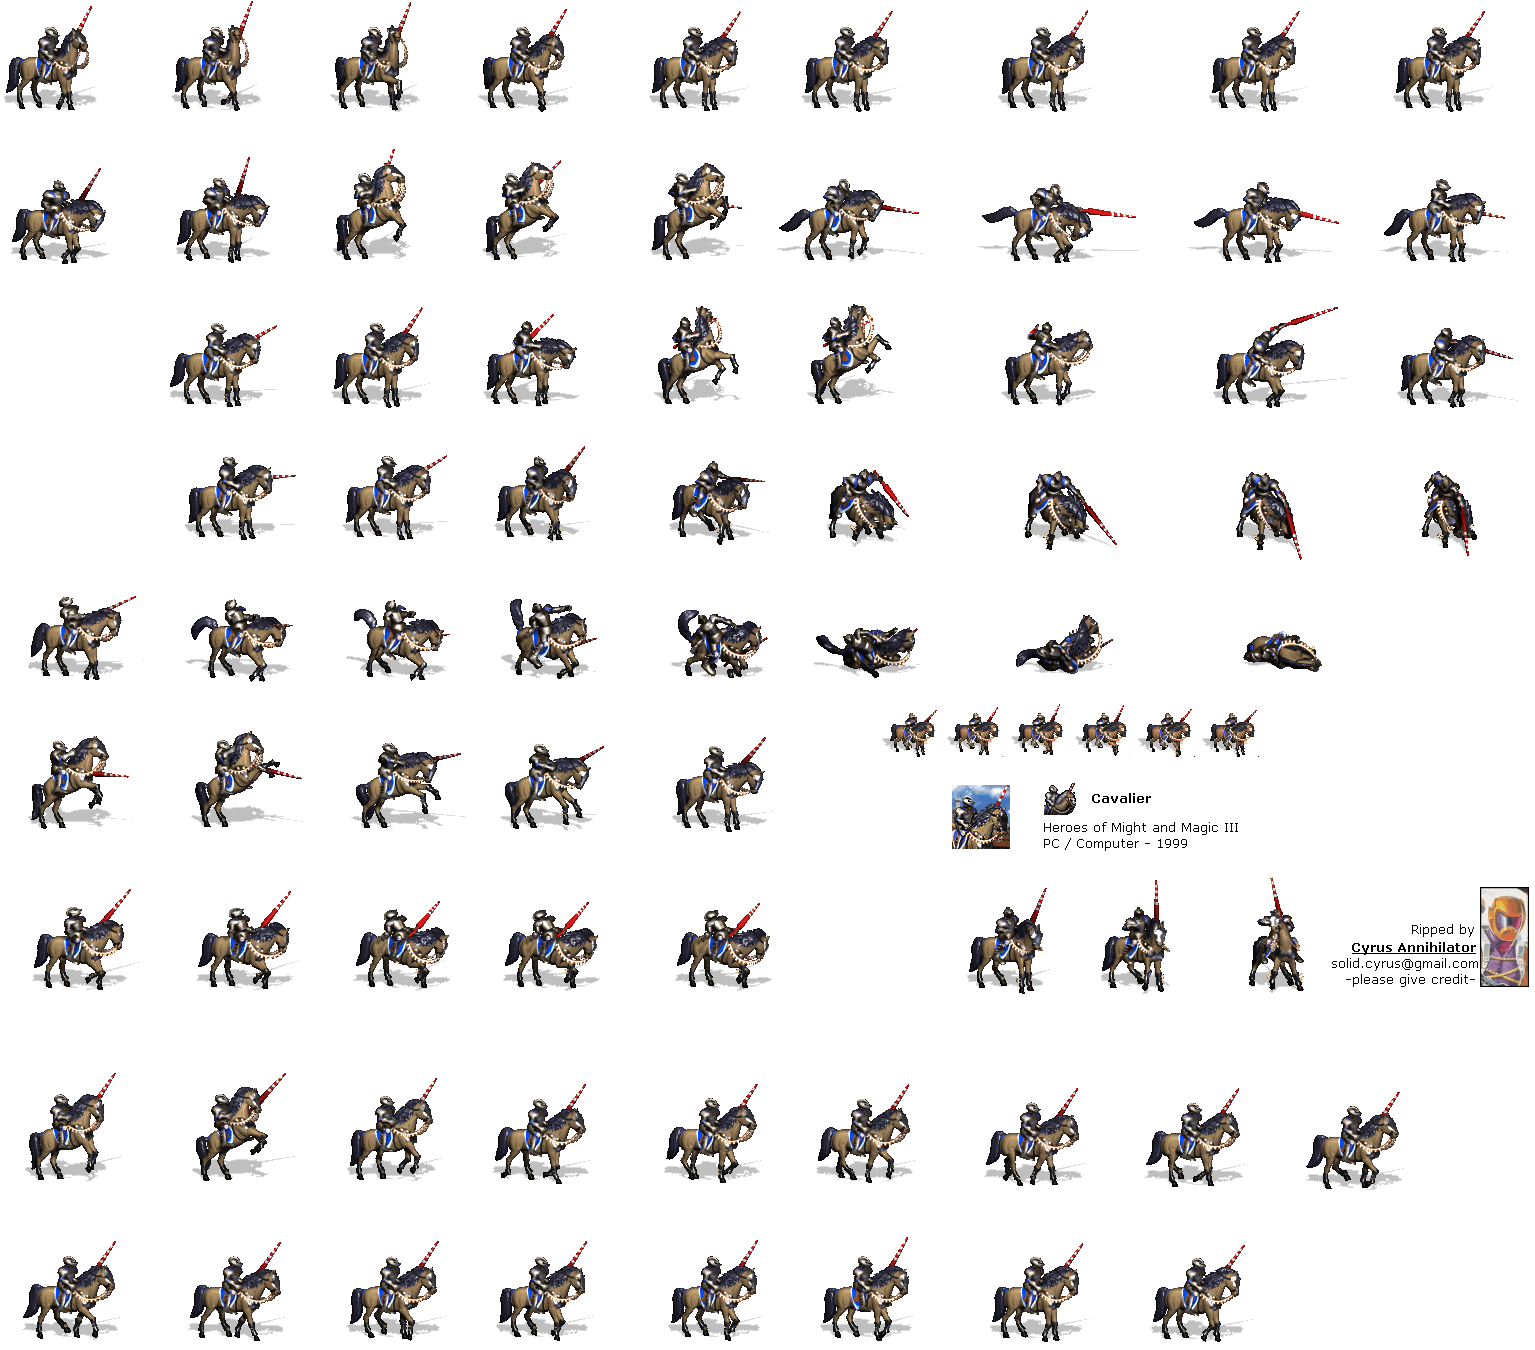 Cavalier
Heroes of Might and Magic III
PC / Computer - 1999
Ripped by
Cyrus Annihilator
solid.cyrus@gmail.com
-please give credit-